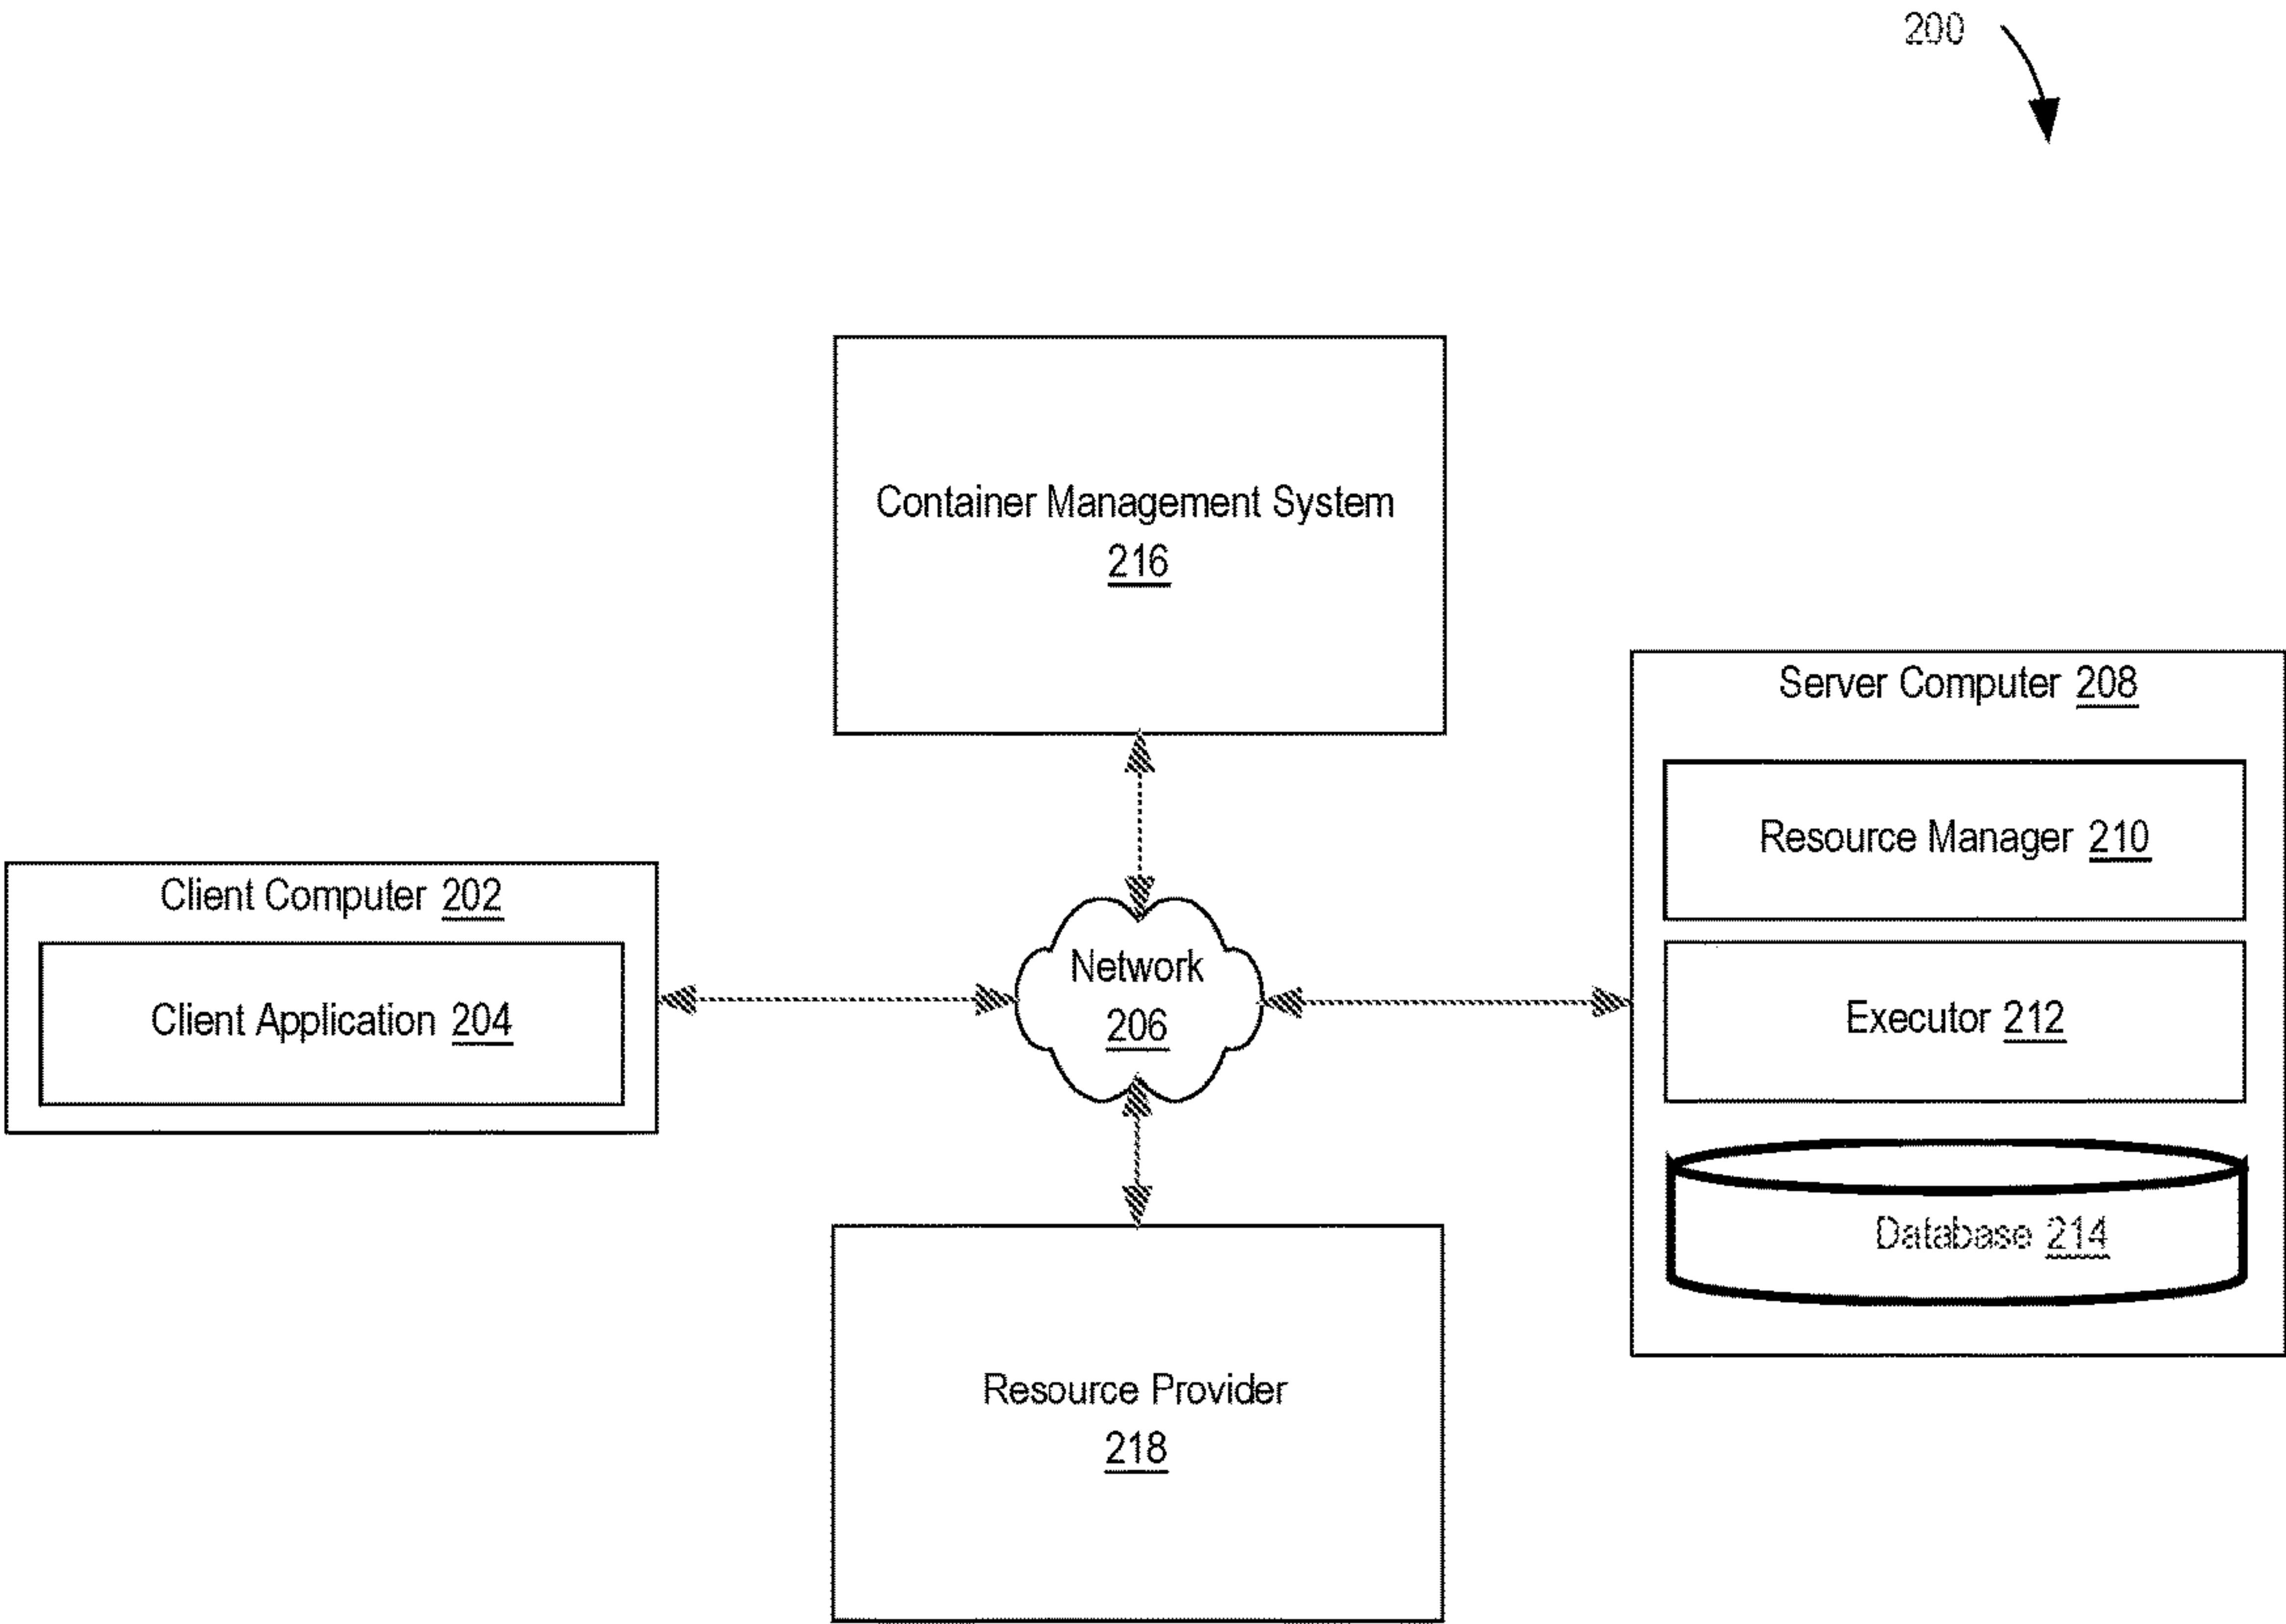 200
Container Management System
216
Server Computer 208
Resource Manager 210
Client Computer 202
Client Application 204
Network
206
Executor 212
Database 214
Resource Provider
218